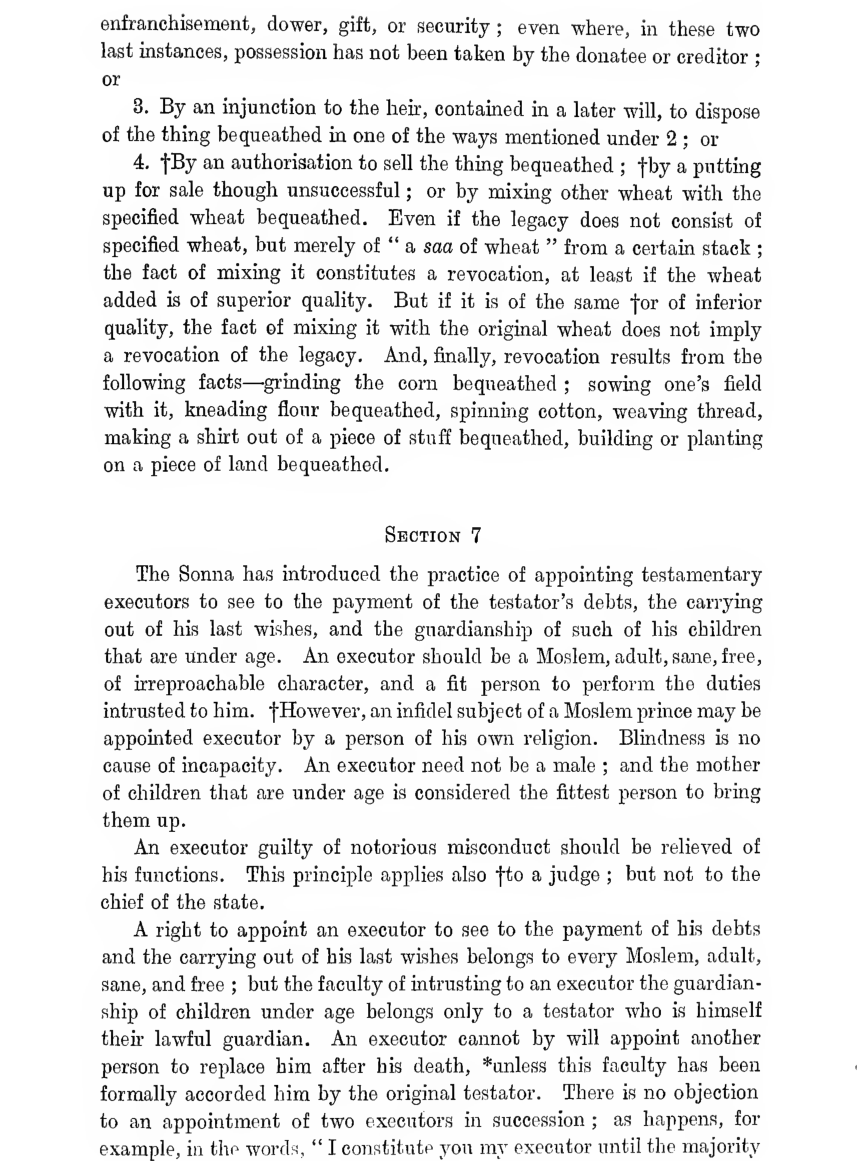 enfranchisement, dower, gift, or security ; even where, in these two
last instances, possession has not been taken by the donatee or creditor ;
or
3. By an injunction to the heir, contained in a later will, to dispose
of the thing bequeathed in one of the ways mentioned under 2 ; or
4. †By an authorisation to sell the thing bequeathed ; †by a putting
up for sale though unsuccessful ; or by mixing other wheat with the
specified wheat bequeathed. Even if the legacy does not consist of
specified wheat, but merely of “ a saa of wheat ” from a certain stack ;
the fact of mixing it constitutes a revocation, at least if the wheat
added is of superior quality. But if it is of the same †or of inferior
quality, the fact of mixing it with the original wheat does not imply
a revocation of the legacy. And, finally, revocation results from the
following facts—grinding the corn bequeathed ; sowing one’s field
with it, kneading flour bequeathed, spinning cotton, weaving thread,
making a shirt out of a piece of stuff bequeathed, building or planting
on a piece of land bequeathed.
SECTION 7
The Sonna has introduced the practice of appointing testamentary
executors to see to the payment of the testator’s debts, the carrying
out of his last wishes, and the guardianship of such of his children
that are under age. An executor should be a Moslem, adult, sane, free,
of irreproachable character, and a fit person to perform the duties
intrusted to him. †However, an infidel subject of a Moslem prince may be
appointed executor by a person of his own religion. Blindness is no
cause of incapacity. An executor need not be a male ; and the mother
of children that are under age is considered the fittest person to bring
them up.
An executor guilty of notorious misconduct should be relieved of
his functions. This principle applies also †to a judge ; but not to the
chief of the state.
A right to appoint an executor to see to the payment of his debts
and the carrying out of his last wishes belongs to every Moslem, adult,
sane, and free ; but the faculty of intrusting to an executor the guardian-
ship of children under age belongs only to a testator who is himself
their lawful guardian. An executor cannot by will appoint another
person to replace him after his death, *unless this faculty has been
formally accorded him by the original testator. There is no objection
to an appointment of two executors in succession ; as happens, for
example, in the words, “ I constitute you my executor until the majority